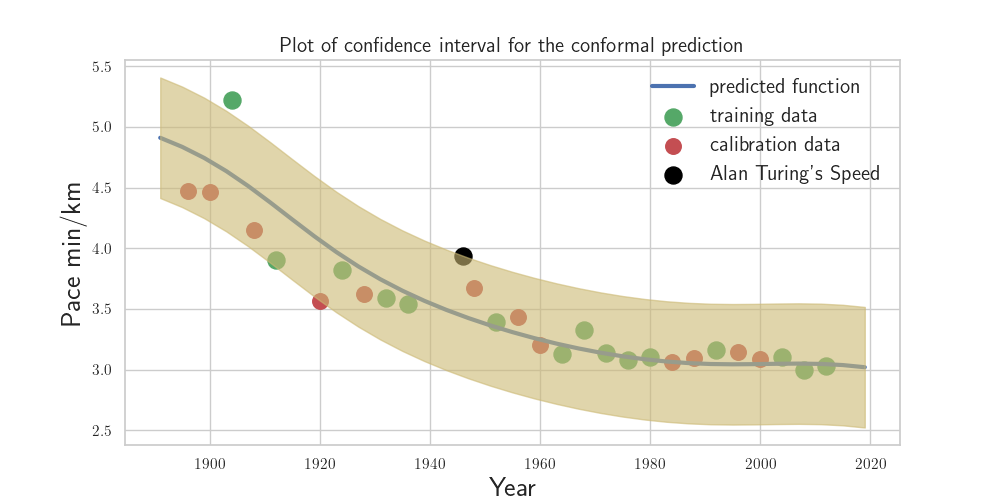 Plot of confidence interval for the conformal prediction
5.5
5.0
4.5
4.0
3.5
3.0
2.5
Pace min/km
predicted function
training data
calibration data
Alan Turing's Speed
1900 1920 1940 1960 1980 2000 2020
Year